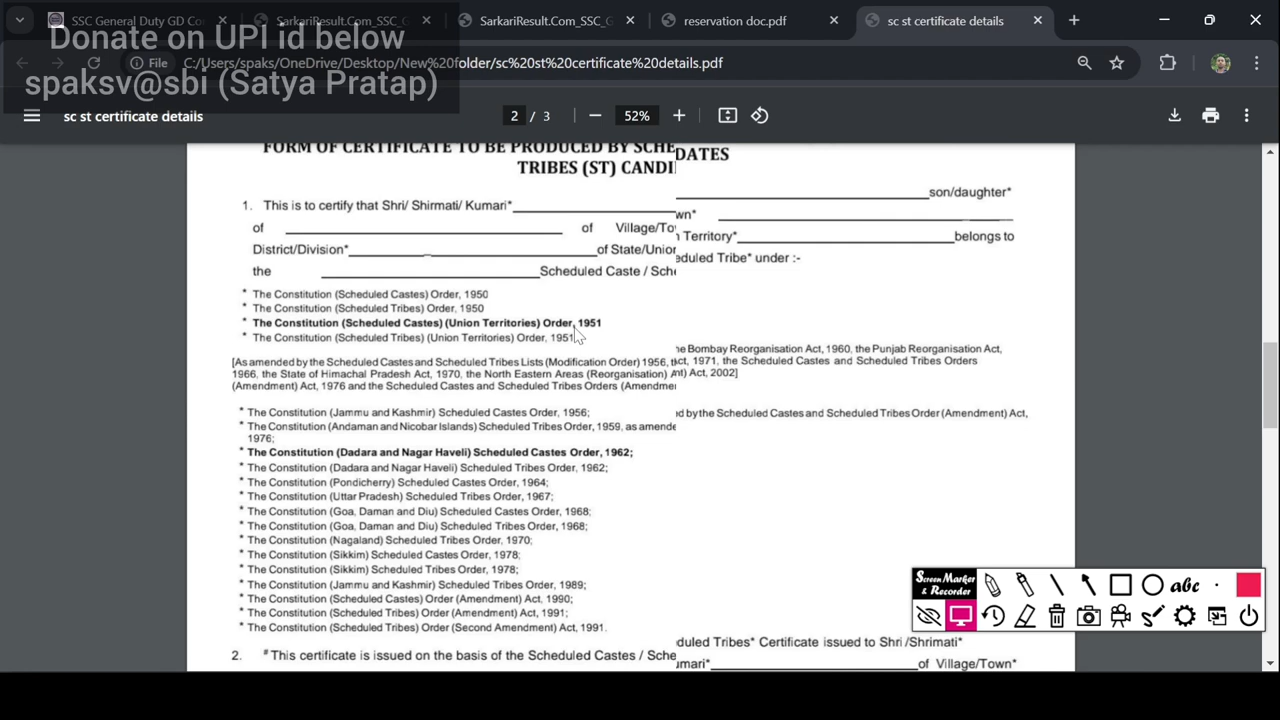 SSC General Duty GD Co
SarkariResult.Com_SSC_G
SarkariResult.Com_SSC_G
reservation doc.pdf
sc st certificate details
Donate on UPI id below
spaksv@sbi (Satya Pratap)
File
C:/Users/spaks/OneDrive/Desktop/New%20folder/sc%20st%20certificate%20details.pdf
sc st certificate details
2 / 3
52%
FORM OF CERTIFICATE TO BE PRODUCED BY SCHE
DATES
TRIBES (ST) CANDI
1. This is to certify that Shri/ Shirmati/ Kumari*
son/daughter*
of of Village/To
wn*
District/Division* of State/Union
n Territory* belongs to
the Scheduled Caste / Sche
eduled Tribe* under :-
* The Constitution (Scheduled Castes) Order, 1950
* The Constitution (Scheduled Tribes) Order, 1950
* The Constitution (Scheduled Castes) (Union Territories) Order, 1951
* The Constitution (Scheduled Tribes) (Union Territories) Order, 1951
[As amended by the Scheduled Castes and Scheduled Tribes Lists (Modification Order) 1956, t
he Bombay Reorganisation Act, 1960, the Punjab Reorganisation Act,
1966, the State of Himachal Pradesh Act, 1970, the North Eastern Areas (Reorganisation) A
ct, 1971, the Scheduled Castes and Scheduled Tribes Orders
(Amendment) Act, 1976 and the Scheduled Castes and Scheduled Tribes Orders (Amendme
nt) Act, 2002]
* The Constitution (Jammu and Kashmir) Scheduled Castes Order, 1956;
* The Constitution (Andaman and Nicobar Islands) Scheduled Tribes Order, 1959, as amende
d by the Scheduled Castes and Scheduled Tribes Order (Amendment) Act,
1976;
* The Constitution (Dadara and Nagar Haveli) Scheduled Castes Order, 1962;
* The Constitution (Dadara and Nagar Haveli) Scheduled Tribes Order, 1962;
* The Constitution (Pondicherry) Scheduled Castes Order, 1964;
* The Constitution (Uttar Pradesh) Scheduled Tribes Order, 1967;
* The Constitution (Goa, Daman and Diu) Scheduled Castes Order, 1968;
* The Constitution (Goa, Daman and Diu) Scheduled Tribes Order, 1968;
* The Constitution (Nagaland) Scheduled Tribes Order, 1970;
* The Constitution (Sikkim) Scheduled Castes Order, 1978;
* The Constitution (Sikkim) Scheduled Tribes Order, 1978;
* The Constitution (Jammu and Kashmir) Scheduled Tribes Order, 1989;
* The Constitution (Scheduled Castes) Order (Amendment) Act, 1990;
* The Constitution (Scheduled Tribes) Order (Amendment) Act, 1991;
* The Constitution (Scheduled Tribes) Order (Second Amendment) Act, 1991.
2. # This certificate is issued on the basis of the Scheduled Castes / Sche
duled Tribes* Certificate issued to Shri /Shrimati*
umari* of Village/Town*
Screen Marker
& Recorder
abc